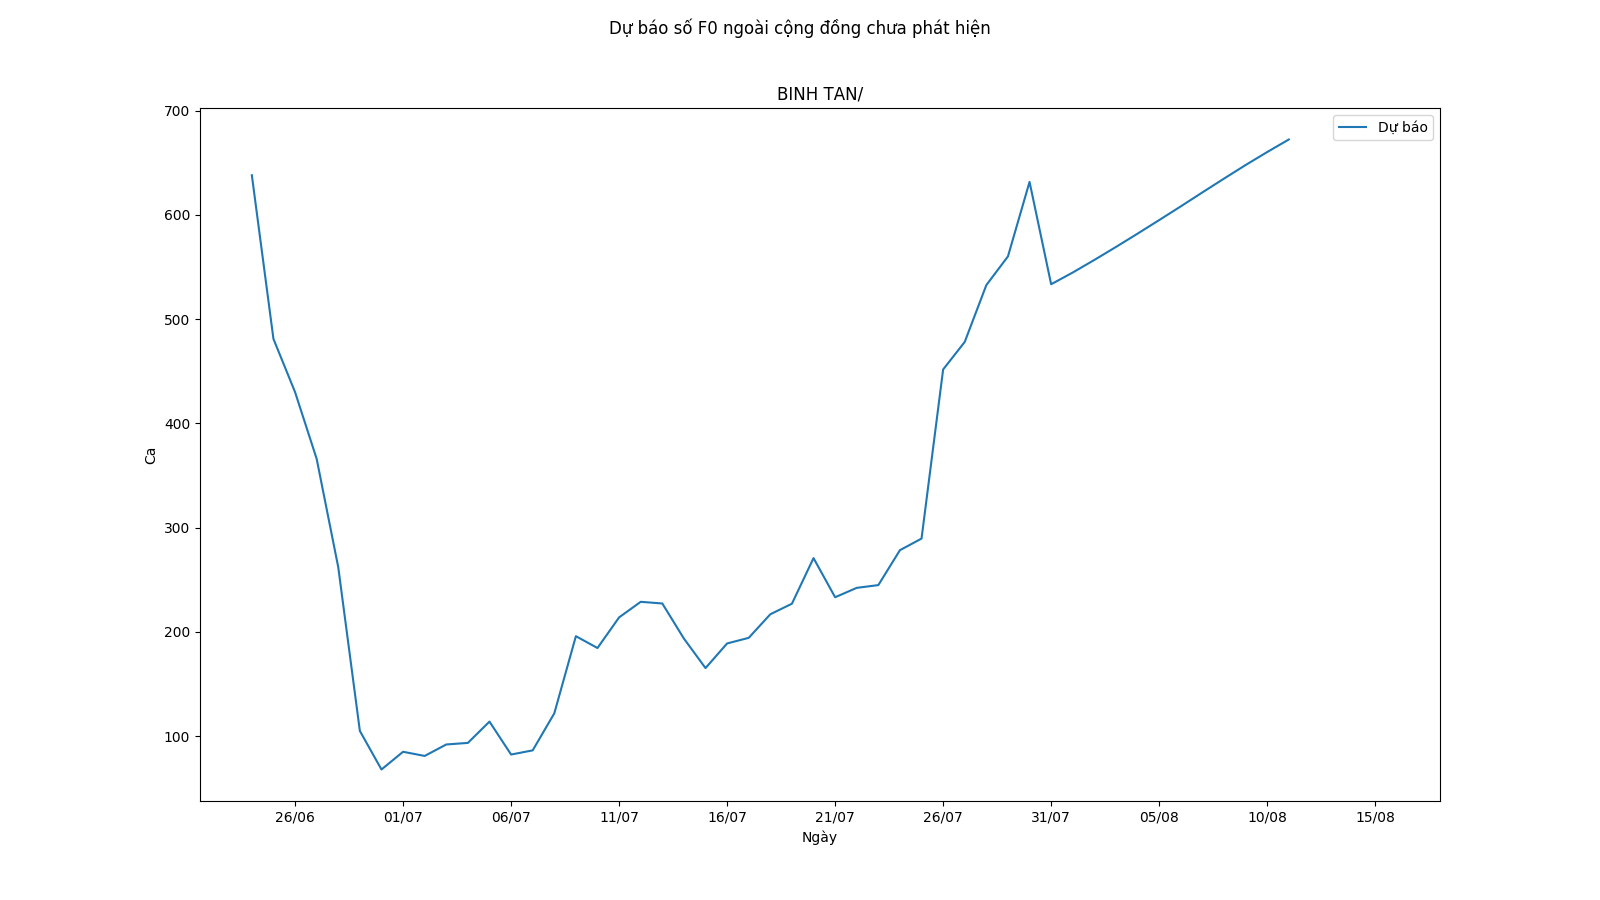 Dự báo số F0 ngoài cộng đồng chưa phát hiện
BINH TAN/
Dự báo
700
600
500
400
300
200
100
Ca
26/06 01/07 06/07 11/07 16/07 21/07 26/07 31/07 05/08 10/08 15/08
Ngày